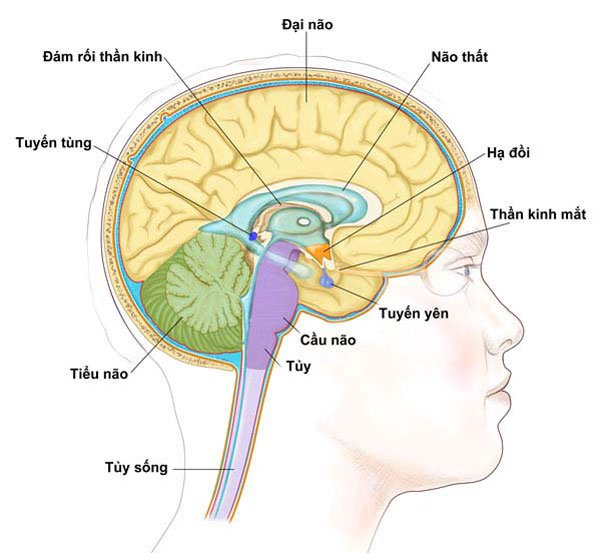 Đại não
Đám rối thần kinh
Não thất
Tuyến tùng
Hạ đồi
Thần kinh mắt
Tuyến yên
Cầu não
Tủy
Tiểu não
Tủy sống